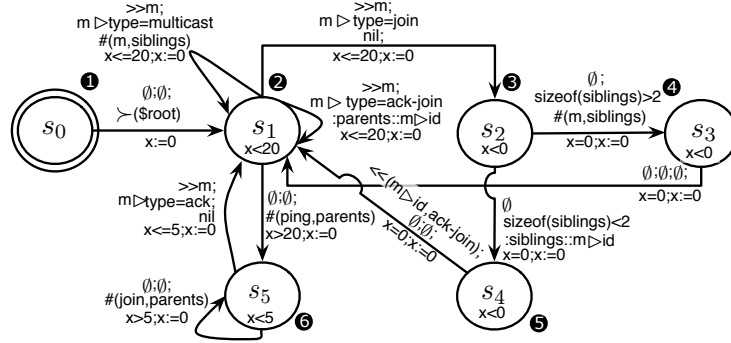 >>m;
m ▷type=multicast
#(m,siblings)
x<=20;x:=0
>>m;
m ▷type=join
nil;
x<=20;x:=0
❶
∅;∅;
≻($root)
x:=0
s₀
❷
s₁
x<20
>>m;
m ▷ type=ack-join
:parents::m▷id
x<=20;x:=0
❸
s₂
x<0
∅;
sizeof(siblings)>2
#(m,siblings)
x=0;x:=0
❹
s₃
x<0
∅;∅;∅;
x=0;x:=0
>>m;
m▷type=ack;
nil
x<=5;x:=0
∅;∅;
#(ping,parents)
x>20;x:=0
<<(m▷id,ack-join);
∅;∅;
x=0;x:=0
∅
sizeof(siblings)<2
:siblings::m▷id
x=0;x:=0
∅;∅;
#(join,parents)
x>5;x:=0
s₅
x<5
❻
s₄
x<0
❺